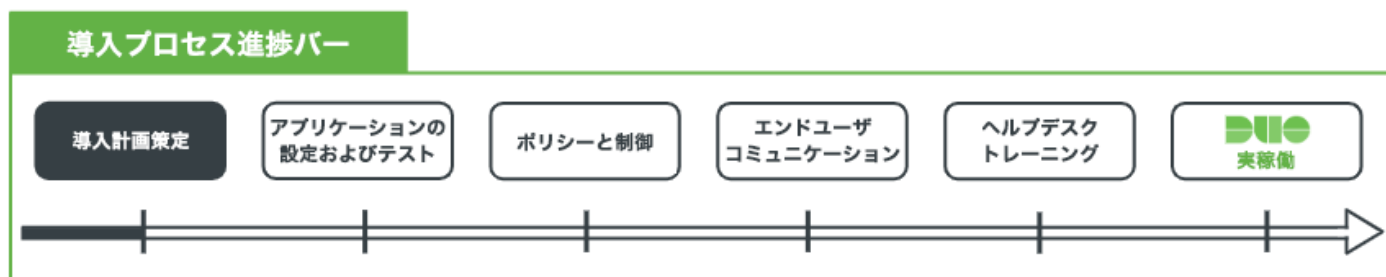 導入プロセス進捗バー
導入計画策定
アプリケーションの
設定およびテスト
ポリシーと制御
エンドユーザ
コミュニケーション
ヘルプデスク
トレーニング
DUO
実稼働